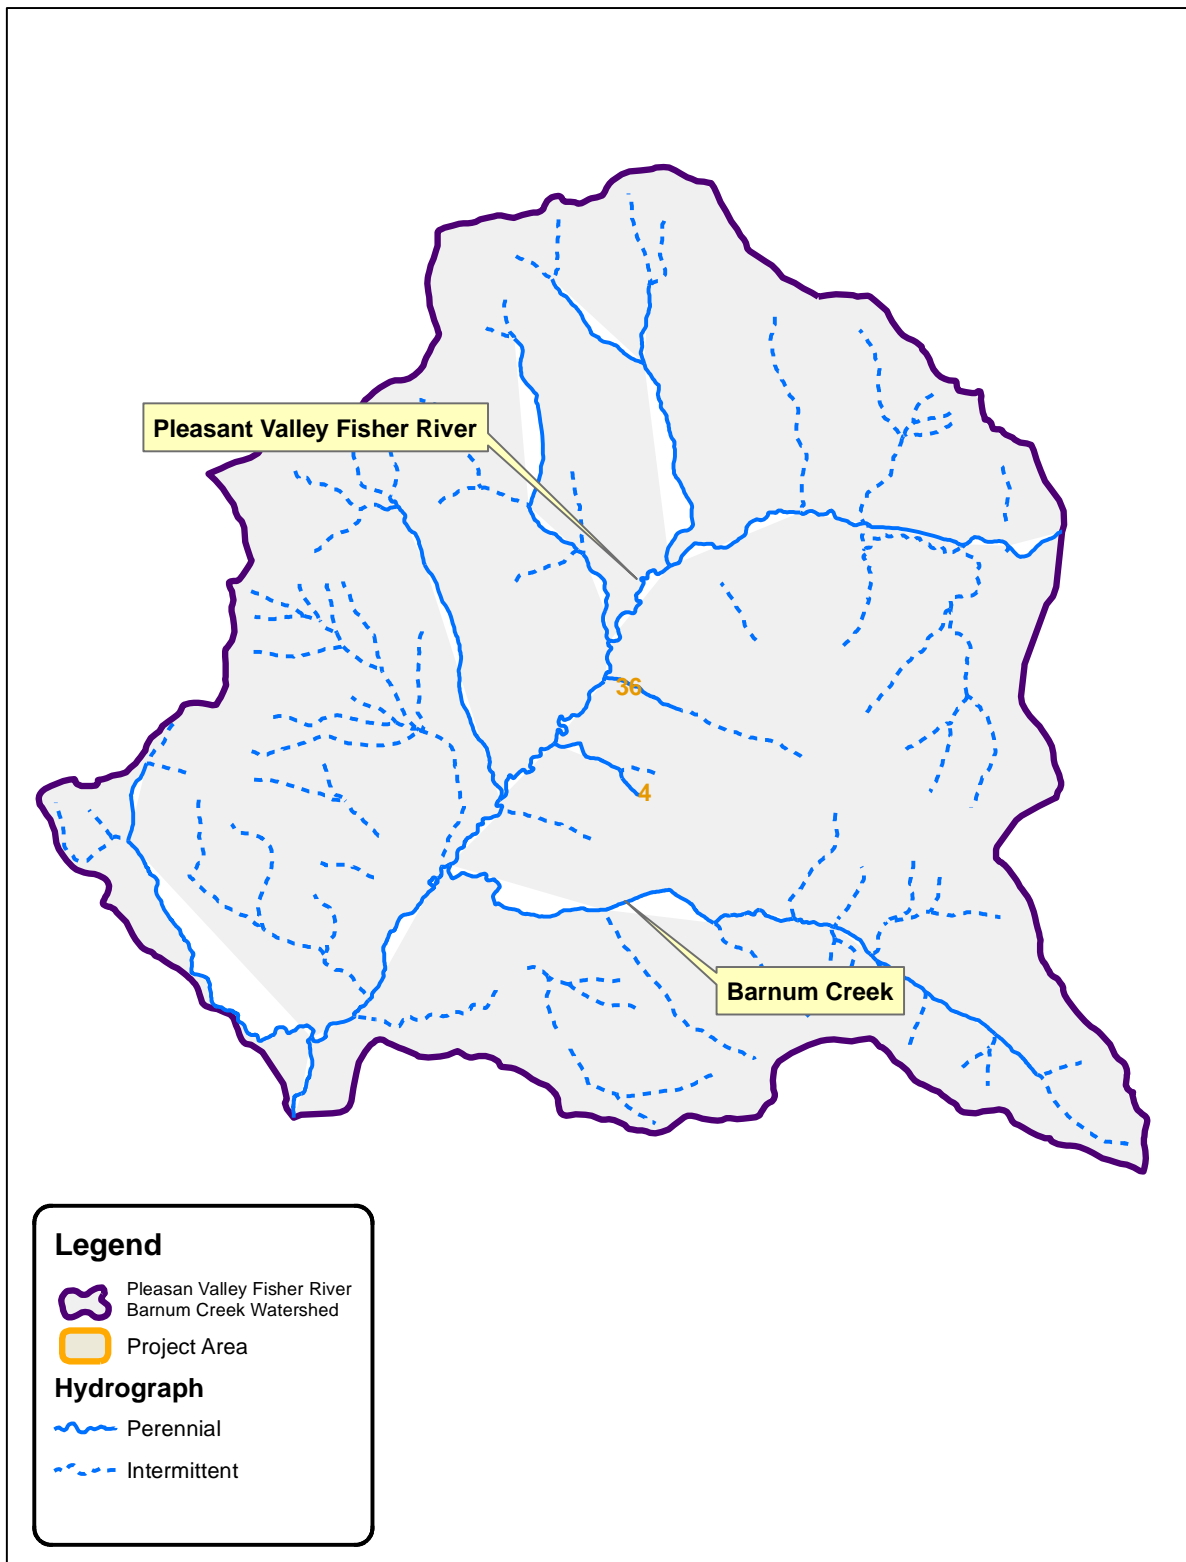 Pleasant Valley Fisher River
36
4
Barnum Creek
Legend
Pleasan Valley Fisher River
Barnum Creek Watershed
Project Area
Hydrograph
Perennial
Intermittent